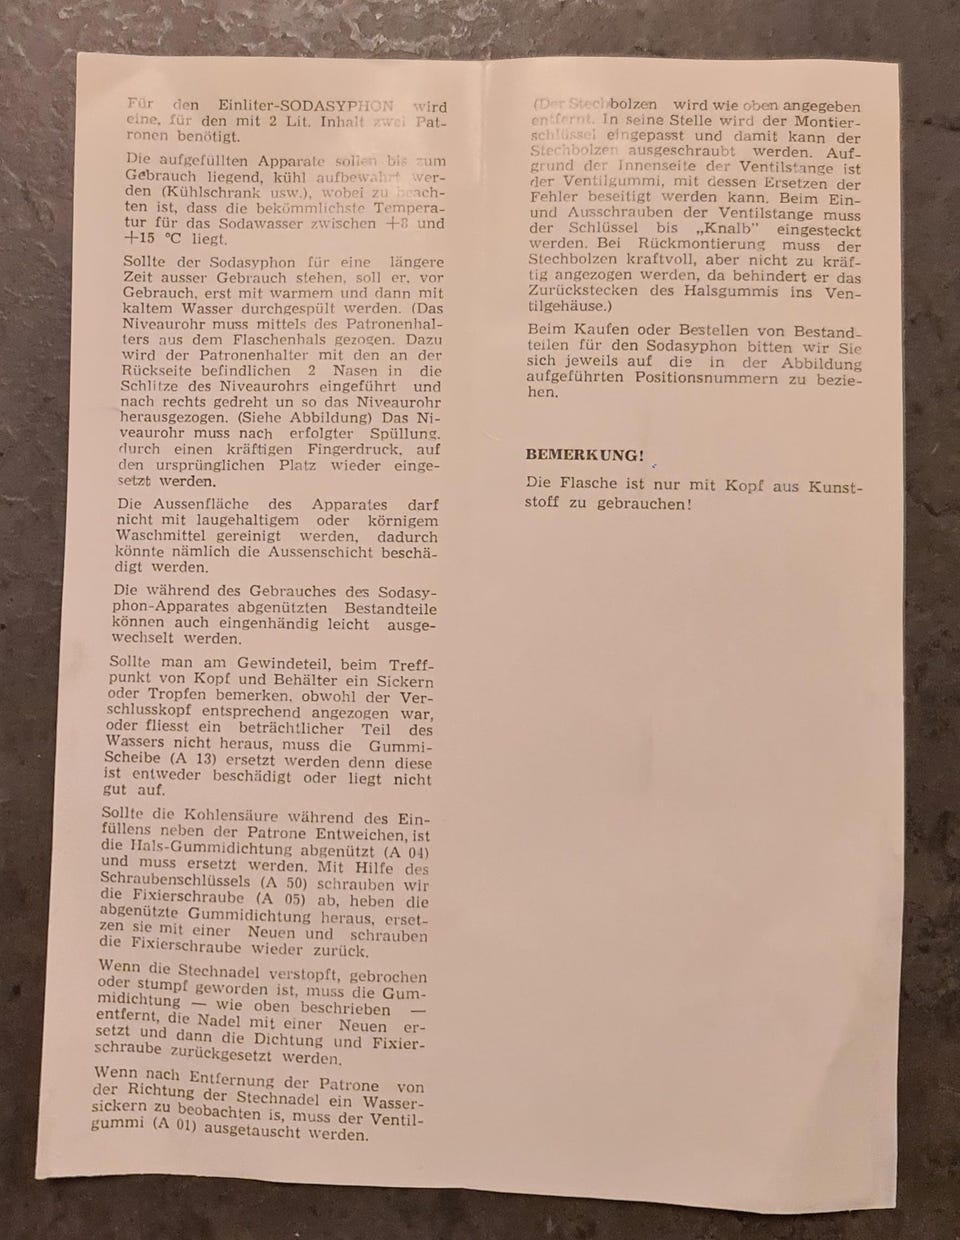 Für den Einliter-SODASYPHON wird
eine, für den mit 2 Lit. Inhalt zwei Pat-
ronen benötigt.
Die aufgefüllten Apparate sollen bis zum
Gebrauch liegend, kühl aufbewahrt wer-
den (Kühlschrank usw.), wobei zu beach-
ten ist, dass die bekömmlichste Tempera-
tur für das Sodawasser zwischen +8 und
+15 °C liegt.
Sollte der Sodasyphon für eine längere
Zeit ausser Gebrauch stehen, soll er, vor
Gebrauch, erst mit warmem und dann mit
kaltem Wasser durchgespült werden. (Das
Niveaurohr muss mittels des Patronenhal-
ters aus dem Flaschenhals gezogen. Dazu
wird der Patronenhalter mit den an der
Rückseite befindlichen 2 Nasen in die
Schlitze des Niveaurohrs eingeführt und
nach rechts gedreht un so das Niveaurohr
herausgezogen. (Siehe Abbildung) Das Ni-
veaurohr muss nach erfolgter Spüllung.
durch einen kräftigen Fingerdruck, auf
den ursprünglichen Platz wieder einge-
setzt werden.
Die Aussenfläche des Apparates darf
nicht mit laugehaltigem oder körnigem
Waschmittel gereinigt werden, dadurch
könnte nämlich die Aussenschicht beschä-
digt werden.
Die während des Gebrauches des Sodasy-
phon-Apparates abgenützten Bestandteile
können auch eingenhändig leicht ausge-
wechselt werden.
Sollte man am Gewindeteil, beim Treff-
punkt von Kopf und Behälter ein Sickern
oder Tropfen bemerken, obwohl der Ver-
schlusskopf entsprechend angezogen war,
oder fliesst ein beträchtlicher Teil des
Wassers nicht heraus, muss die Gummi-
Scheibe (A 13) ersetzt werden denn diese
ist entweder beschädigt oder liegt nicht
gut auf.
Sollte die Kohlensäure während des Ein-
füllens neben der Patrone Entweichen, ist
die Hals-Gummidichtung abgenützt (A 04)
und muss ersetzt werden. Mit Hilfe des
Schraubenschlüssels (A 50) schrauben wir
die Fixierschraube (A 05) ab, heben die
abgenützte Gummidichtung heraus, erset-
zen sie mit einer Neuen und schrauben
die Fixierschraube wieder zurück.
Wenn die Stechnadel verstopft, gebrochen
oder stumpf geworden ist, muss die Gum-
midichtung — wie oben beschrieben —
entfernt, die Nadel mit einer Neuen er-
setzt und dann die Dichtung und Fixier-
schraube zurückgesetzt werden.
Wenn nach Entfernung der Patrone von
der Richtung der Stechnadel ein Wasser-
sickern zu beobachten is, muss der Ventil-
gummi (A 01) ausgetauscht werden.
(Der Stechbolzen wird wie oben angegeben
entfernt. In seine Stelle wird der Montier-
schlüssel eingepasst und damit kann der
Stechbolzen ausgeschraubt werden. Auf-
grund der Innenseite der Ventilstange ist
der Ventilgummi, mit dessen Ersetzen der
Fehler beseitigt werden kann. Beim Ein-
und Ausschrauben der Ventilstange muss
der Schlüssel bis „Knalb" eingesteckt
werden. Bei Rückmontierung muss der
Stechbolzen kraftvoll, aber nicht zu kräf-
tig angezogen werden, da behindert er das
Zurückstecken des Halsgummis ins Ven-
tilgehäuse.)
Beim Kaufen oder Bestellen von Bestand-
teilen für den Sodasyphon bitten wir Sie
sich jeweils auf die in der Abbildung
aufgeführten Positionsnummern zu bezie-
hen.
BEMERKUNG!
Die Flasche ist nur mit Kopf aus Kunst-
stoff zu gebrauchen!